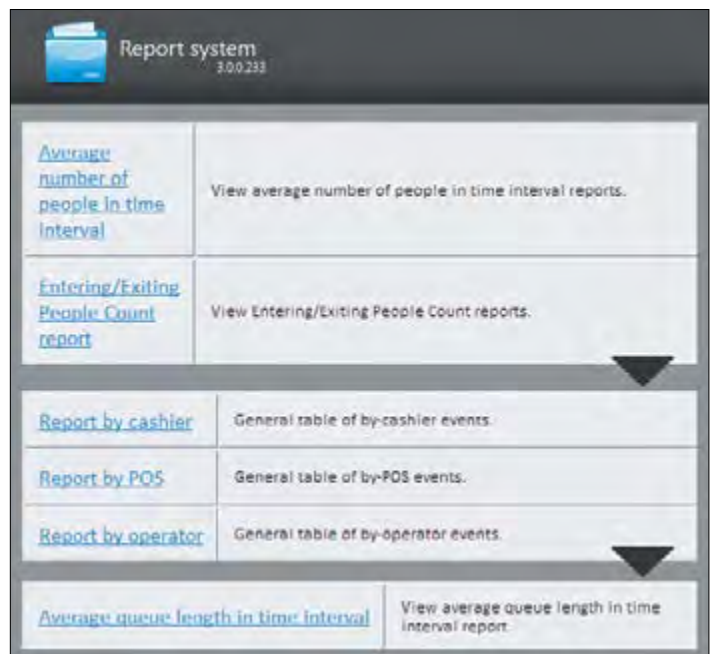 Report system
3.0.0.233
Average
number of
people in time
interval
View average number of people in time interval reports.
Entering/Exiting
People Count
report
View Entering/Exiting People Count reports.
Report by cashier
General table of by-cashier events.
Report by POS
General table of by-POS events.
Report by operator
General table of by-operator events.
Average queue length in time interval
View average queue length in time
interval report